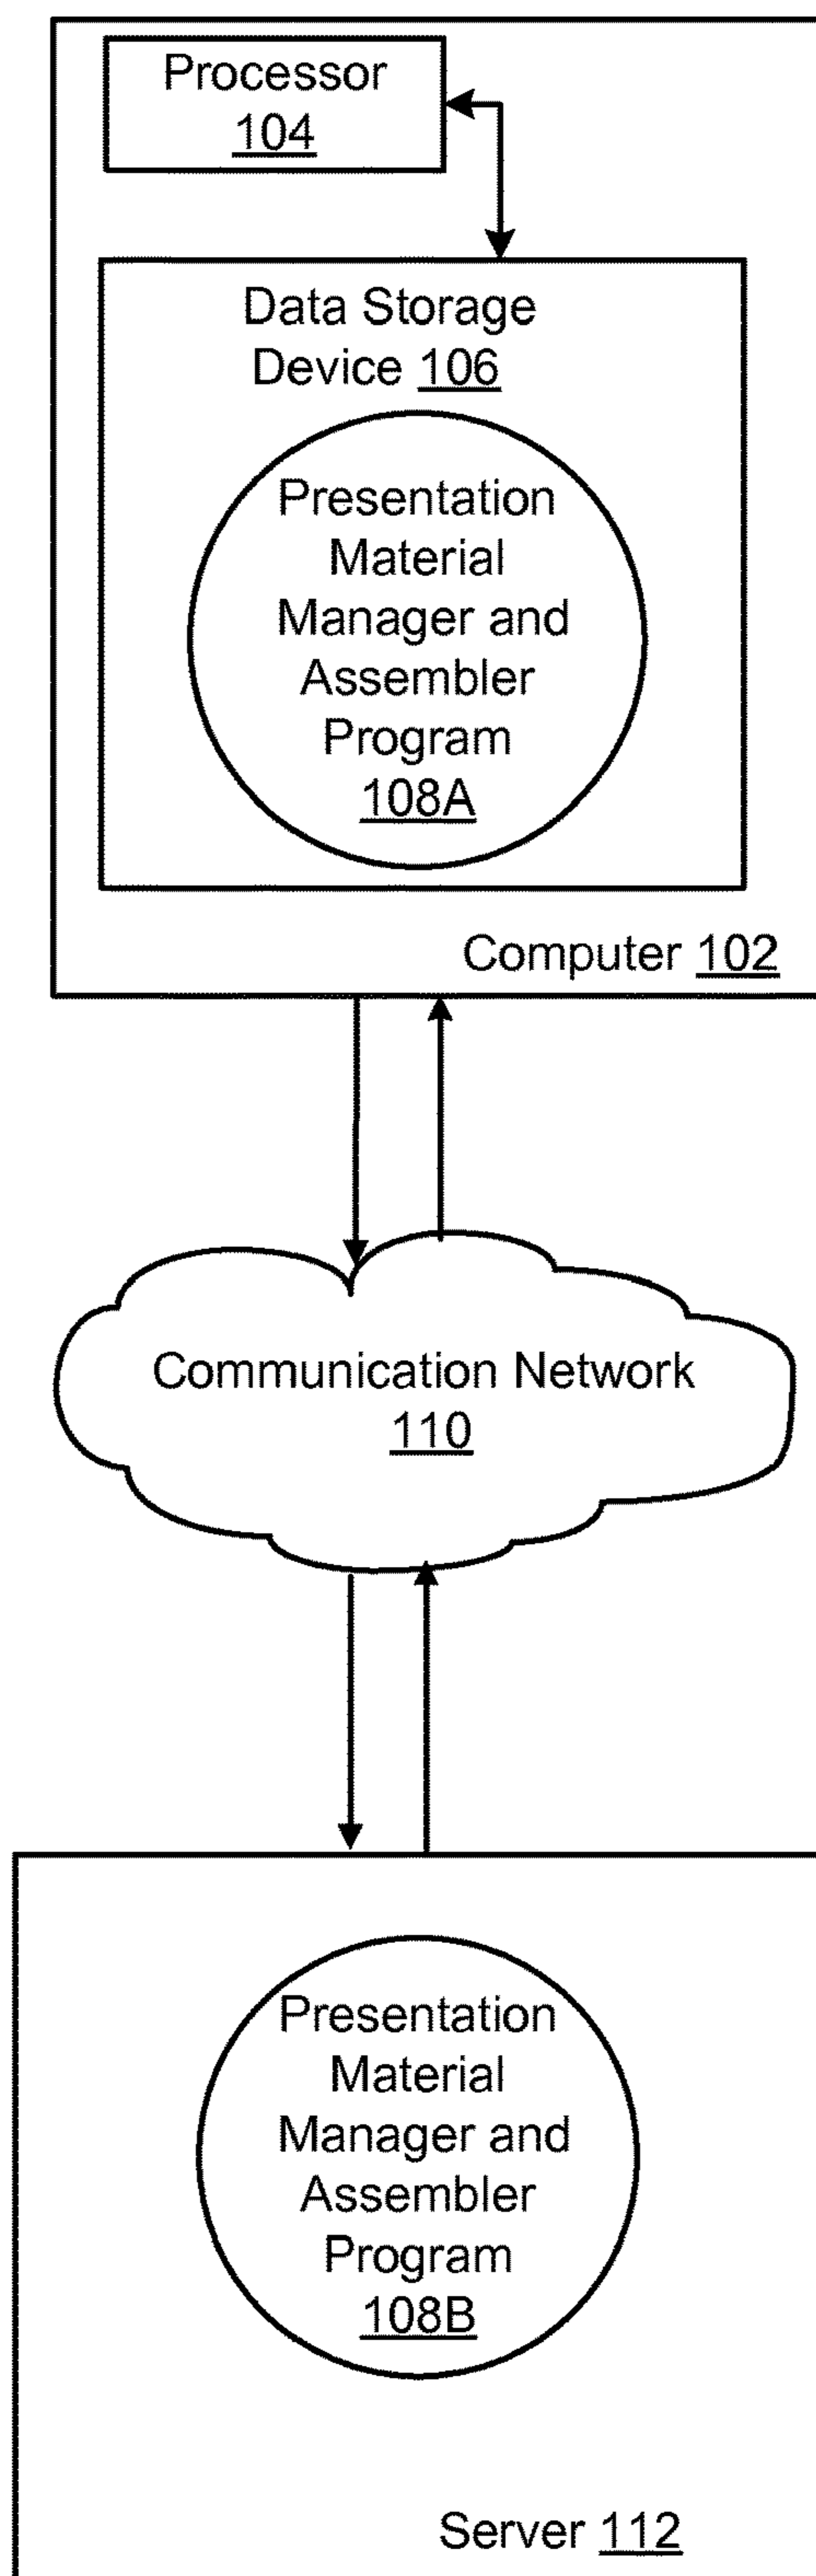 Processor
104
Data Storage
Device 106
Presentation
Material
Manager and
Assembler
Program
108A
Computer 102
Communication Network
110
Presentation
Material
Manager and
Assembler
Program
108B
Server 112